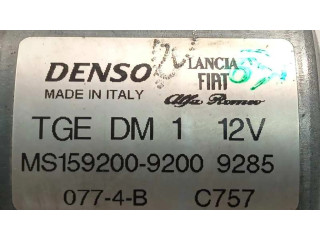 DENSO LANCIA
FIAT
MADE IN ITALY Alfa Romeo
TGE DM 1 12V
MS159200-9200 9285
077-4-B C757